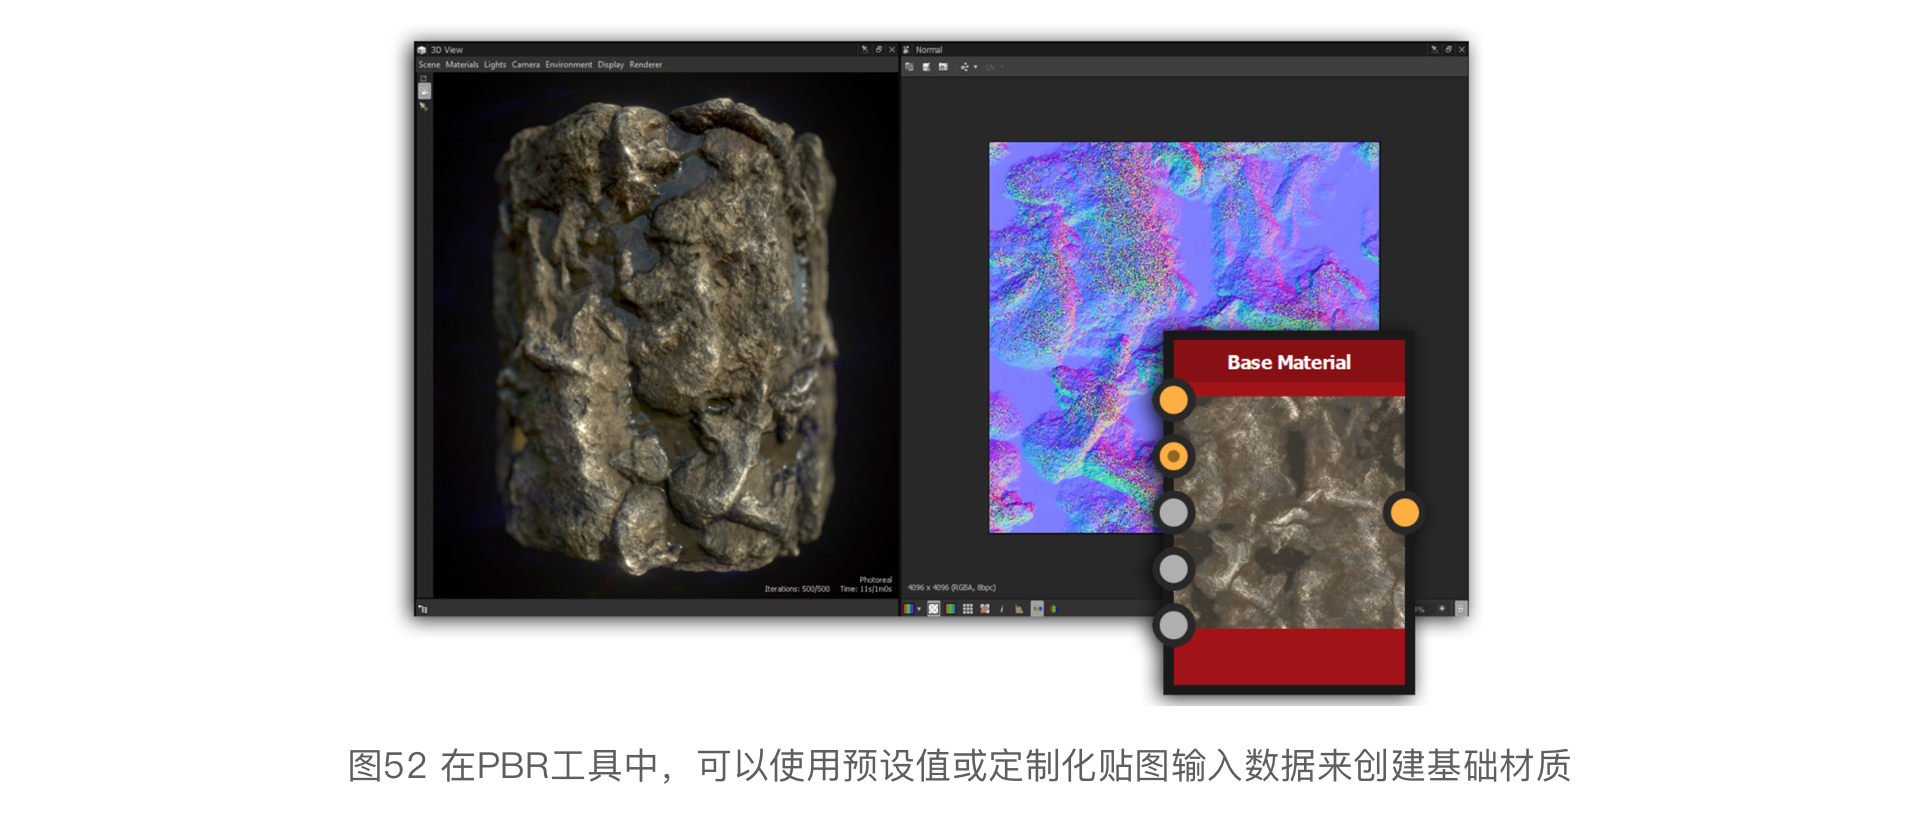 3D View
Scene Materials Lights Camera Environment Display Renderer
Normal
Photoreal
Iterations: 500/500 Time: 11s/1m0s
4096 x 4096 (RGBA, 8bpc)
Base Material
图52 在PBR工具中，可以使用预设值或定制化贴图输入数据来创建基础材质